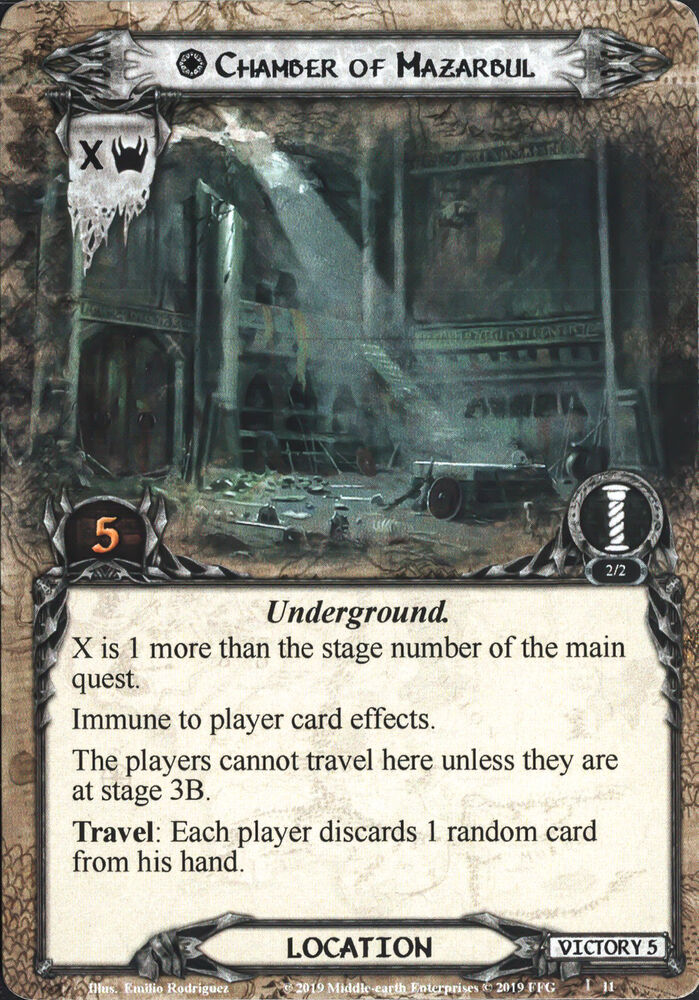 CHAMBER OF MAZARBUL
X
5
2/2
Underground.
X is 1 more than the stage number of the main
quest.
Immune to player card effects.
The players cannot travel here unless they are
at stage 3B.
Travel: Each player discards 1 random card
from his hand.
LOCATION
VICTORY 5
Illus. Emilio Rodriguez © 2019 Middle-earth Enterprises © 2019 FFG 11